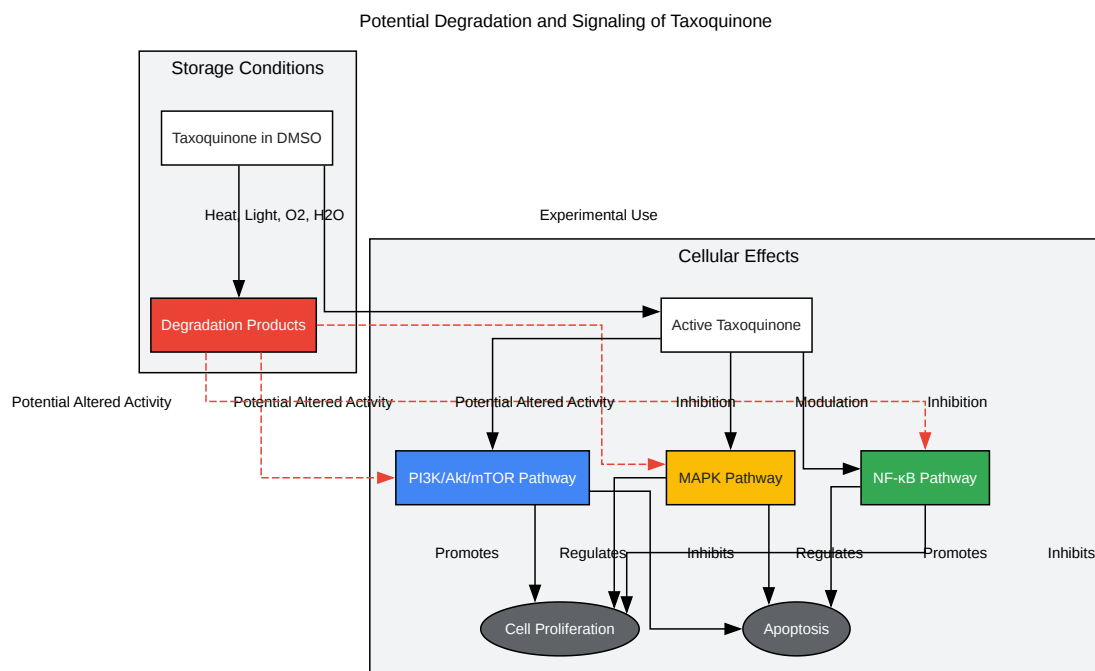 Potential Degradation and Signaling of Taxoquinone
Storage Conditions
Taxoquinone in DMSO
Heat, Light, O2, H2O
Experimental Use
Cellular Effects
Degradation Products
Active Taxoquinone
Potential Altered Activity
Potential Altered Activity
Potential Altered Activity
Inhibition
Modulation
Inhibition
PI3K/Akt/mTOR Pathway
MAPK Pathway
NF-κB Pathway
Promotes
Regulates
Inhibits
Regulates
Promotes
Inhibits
Cell Proliferation
Apoptosis